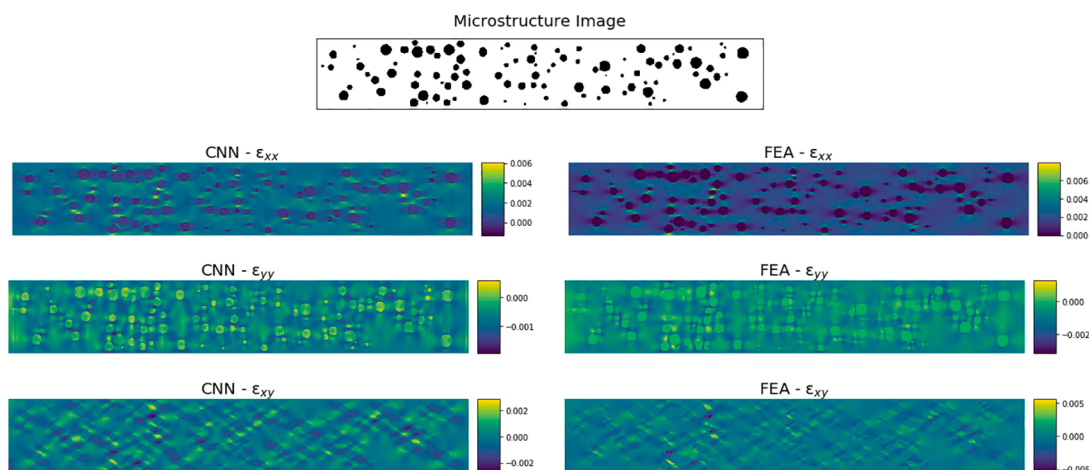 Microstructure Image
CNN - εxx
0.006
0.004
0.002
0.000
FEA - εxx
0.006
0.004
0.002
0.000
CNN - εyy
0.000
−0.001
FEA - εyy
0.000
−0.002
CNN - εxy
0.002
0.000
−0.002
FEA - εxy
0.005
0.000
−0.005